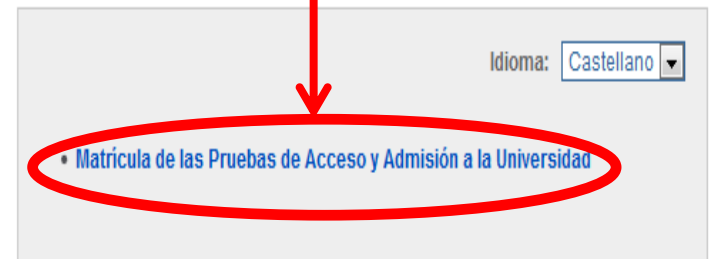 Idioma: Castellano
• Matrícula de las Pruebas de Acceso y Admisión a la Universidad